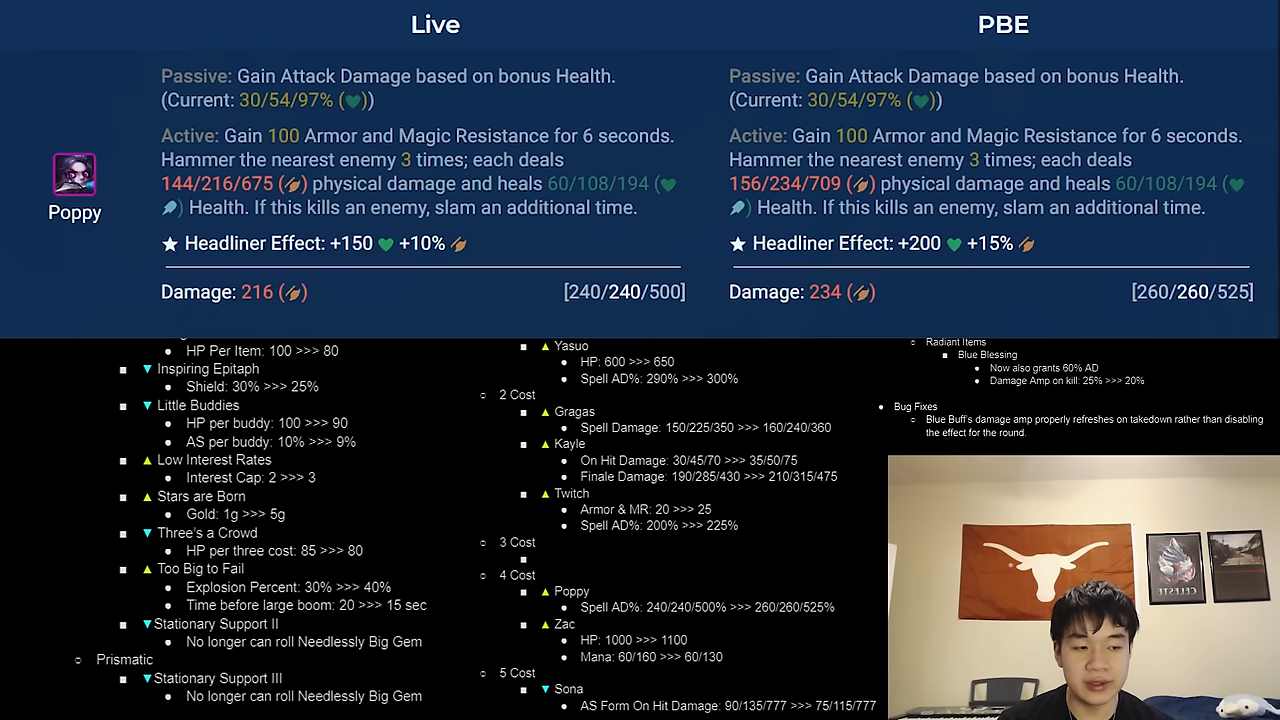 Live
PBE
Passive: Gain Attack Damage based on bonus Health.
(Current: 30/54/97% ( ))
Active: Gain 100 Armor and Magic Resistance for 6 seconds.
Hammer the nearest enemy 3 times; each deals
144/216/675 ( ) physical damage and heals 60/108/194 (
) Health. If this kills an enemy, slam an additional time.
★ Headliner Effect: +150 +10%
Damage: 216 ( ) [240/240/500]
Passive: Gain Attack Damage based on bonus Health.
(Current: 30/54/97% ( ))
Active: Gain 100 Armor and Magic Resistance for 6 seconds.
Hammer the nearest enemy 3 times; each deals
156/234/709 ( ) physical damage and heals 60/108/194 (
) Health. If this kills an enemy, slam an additional time.
★ Headliner Effect: +200 +15%
Damage: 234 ( ) [260/260/525]
Poppy
HP Per Item: 100 >>> 80
Inspiring Epitaph
Shield: 30% >>> 25%
Little Buddies
HP per buddy: 100 >>> 90
AS per buddy: 10% >>> 9%
Low Interest Rates
Interest Cap: 2 >>> 3
Stars are Born
Gold: 1g >>> 5g
Three's a Crowd
HP per three cost: 85 >>> 80
Too Big to Fail
Explosion Percent: 30% >>> 40%
Time before large boom: 20 >>> 15 sec
Stationary Support II
No longer can roll Needlessly Big Gem
Prismatic
Stationary Support III
No longer can roll Needlessly Big Gem
Yasuo
HP: 600 >>> 650
Spell AD%: 290% >>> 300%
2 Cost
Gragas
Spell Damage: 150/225/350 >>> 160/240/360
Kayle
On Hit Damage: 30/45/70 >>> 35/50/75
Finale Damage: 190/285/430 >>> 210/315/475
Twitch
Armor & MR: 20 >>> 25
Spell AD%: 200% >>> 225%
3 Cost
4 Cost
Poppy
Spell AD%: 240/240/500% >>> 260/260/525%
Zac
HP: 1000 >>> 1100
Mana: 60/160 >>> 60/130
5 Cost
Sona
AS Form On Hit Damage: 90/135/777 >>> 75/115/777
Radiant Items
Blue Blessing
Now also grants 60% AD
Damage Amp on kill: 25% >>> 20%
Bug Fixes
Blue Buff's damage amp properly refreshes on takedown rather than disabling
the effect for the round.
CELESTE